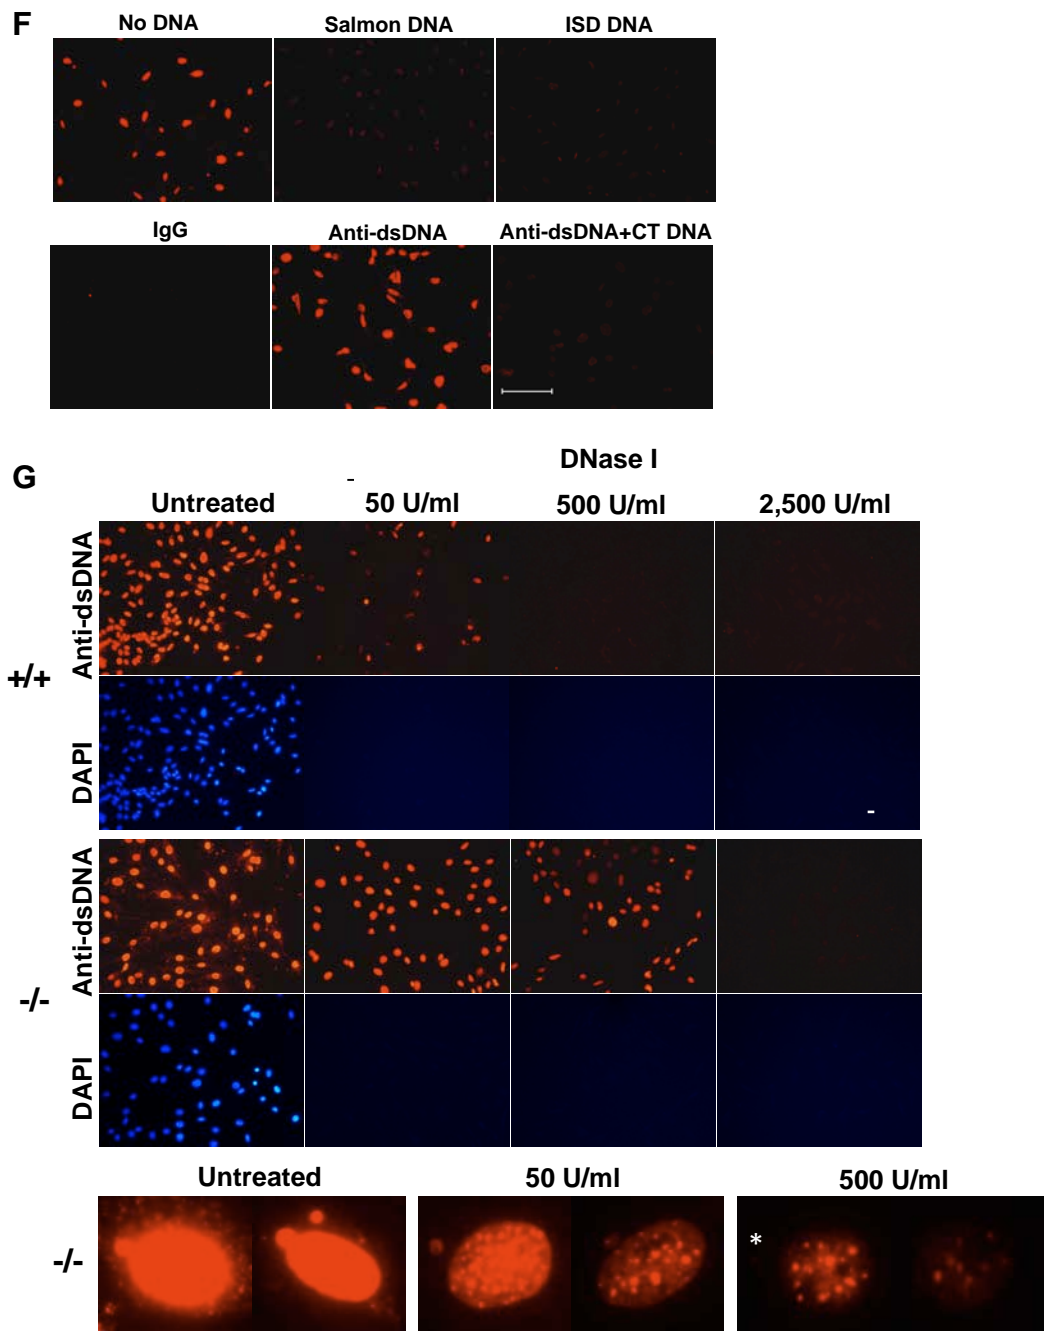 F
No DNA Salmon DNA ISD DNA
IgG Anti-dsDNA Anti-dsDNA+CT DNA
G
DNase I
Untreated 50 U/ml 500 U/ml 2,500 U/ml
+/+
Anti-dsDNA
DAPI
-/-
Anti-dsDNA
DAPI
Untreated 50 U/ml 500 U/ml
-/-
*